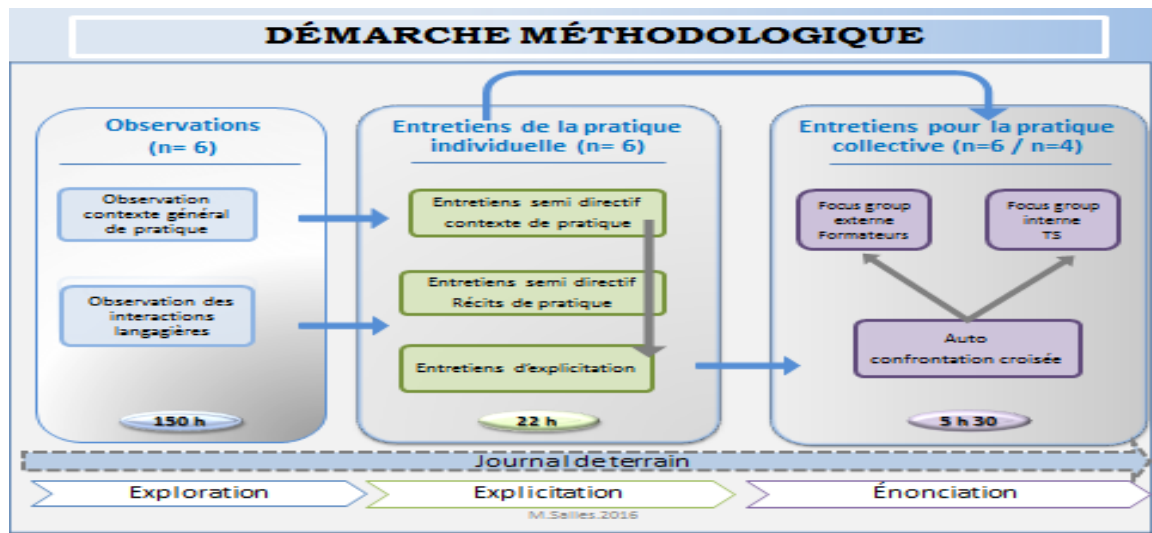 DÉMARCHE MÉTHODOLOGIQUE
Observations
(n= 6)
Observation
contexte général
de pratique
Observation des
interactions
langagières
150 h
Entretiens de la pratique
individuelle (n= 6)
Entretiens semi directif
contexte de pratique
Entretiens semi directif
Récits de pratique
Entretiens d'explicitation
22 h
Entretiens pour la pratique
collective (n=6 / n=4)
Focus group
externe
Formateurs
Focus group
interne
TS
Auto
confrontation croisée
5 h 30
Journal de terrain
Exploration
Explicitation
Énonciation
M.Salles.2016